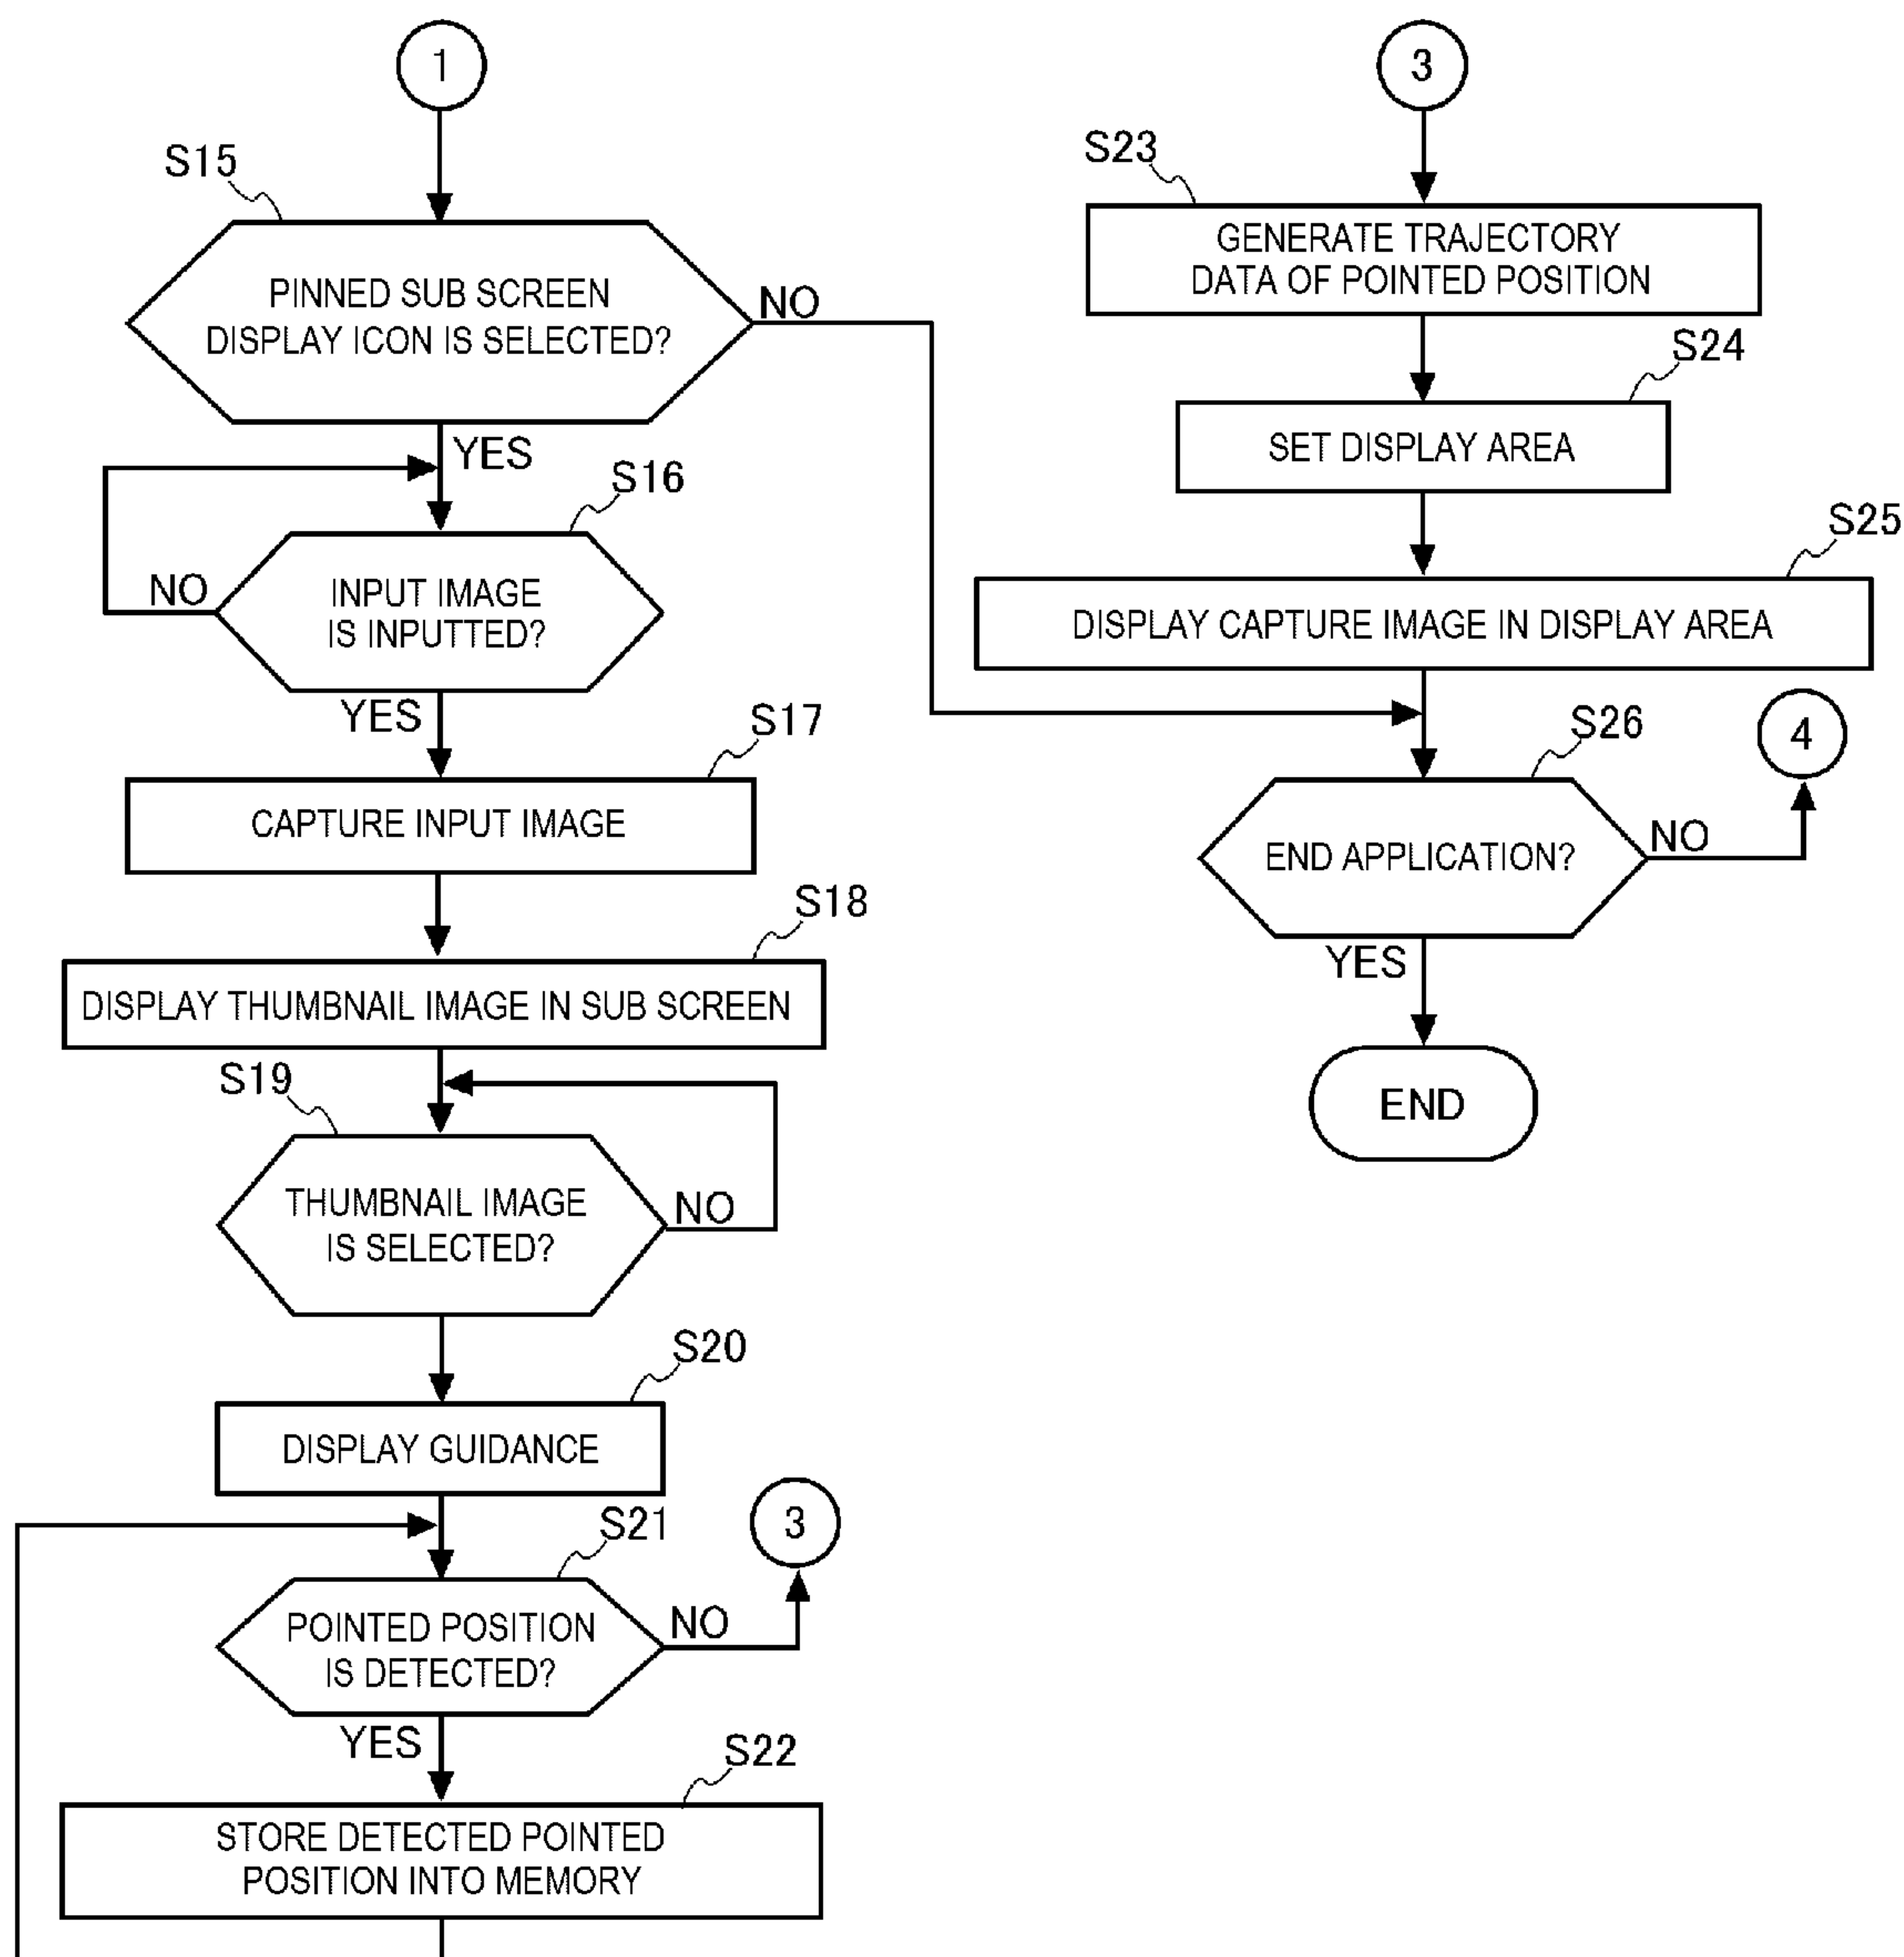 1
S15
PINNED SUB SCREEN
DISPLAY ICON IS SELECTED?
NO
YES
S16
INPUT IMAGE
IS INPUTTED?
NO
YES
S17
CAPTURE INPUT IMAGE
S18
DISPLAY THUMBNAIL IMAGE IN SUB SCREEN
S19
THUMBNAIL IMAGE
IS SELECTED?
NO
S20
DISPLAY GUIDANCE
S21
3
POINTED POSITION
IS DETECTED?
NO
YES
S22
STORE DETECTED POINTED
POSITION INTO MEMORY
3
S23
GENERATE TRAJECTORY
DATA OF POINTED POSITION
S24
SET DISPLAY AREA
S25
DISPLAY CAPTURE IMAGE IN DISPLAY AREA
S26
4
END APPLICATION?
NO
YES
END